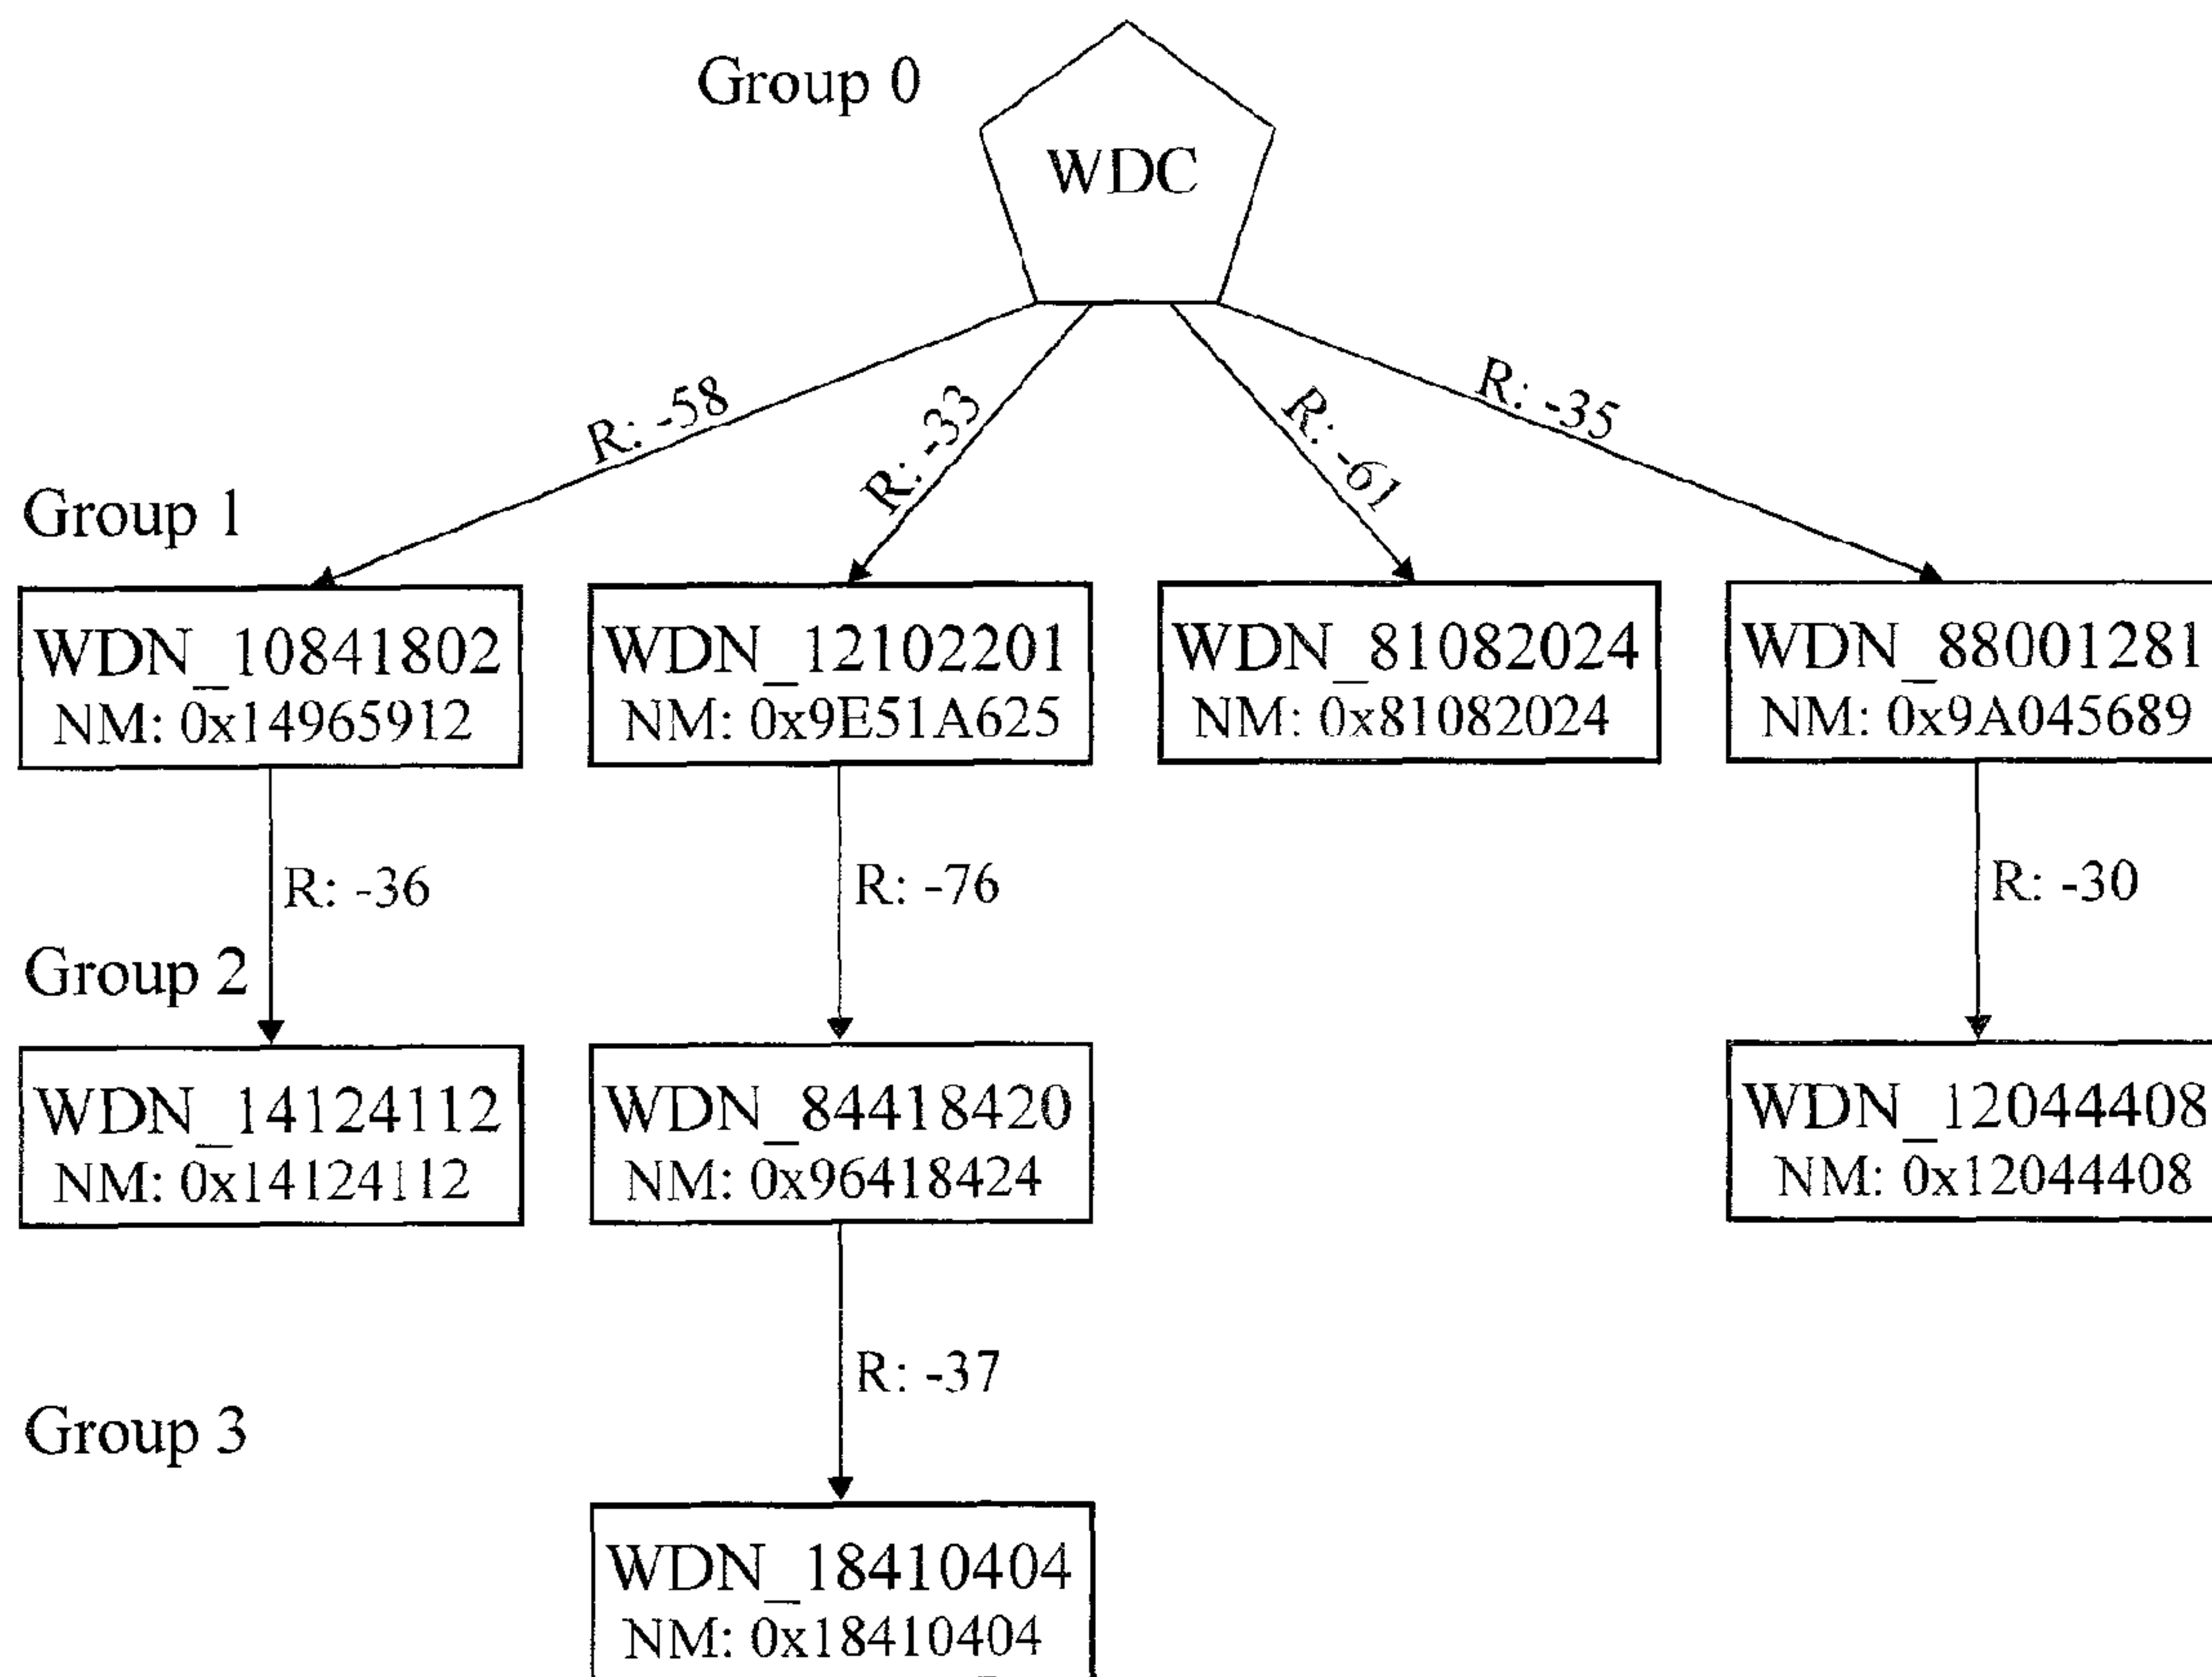 Group 0
WDC
R: -58
R: -33
R: -61
R: -35
Group 1
WDN_10841802
NM: 0x14965912
WDN_12102201
NM: 0x9E51A625
WDN_81082024
NM: 0x81082024
WDN_88001281
NM: 0x9A045689
R: -36
R: -76
R: -30
Group 2
WDN_14124112
NM: 0x14124112
WDN_84418420
NM: 0x96418424
WDN_12044408
NM: 0x12044408
R: -37
Group 3
WDN_18410404
NM: 0x18410404